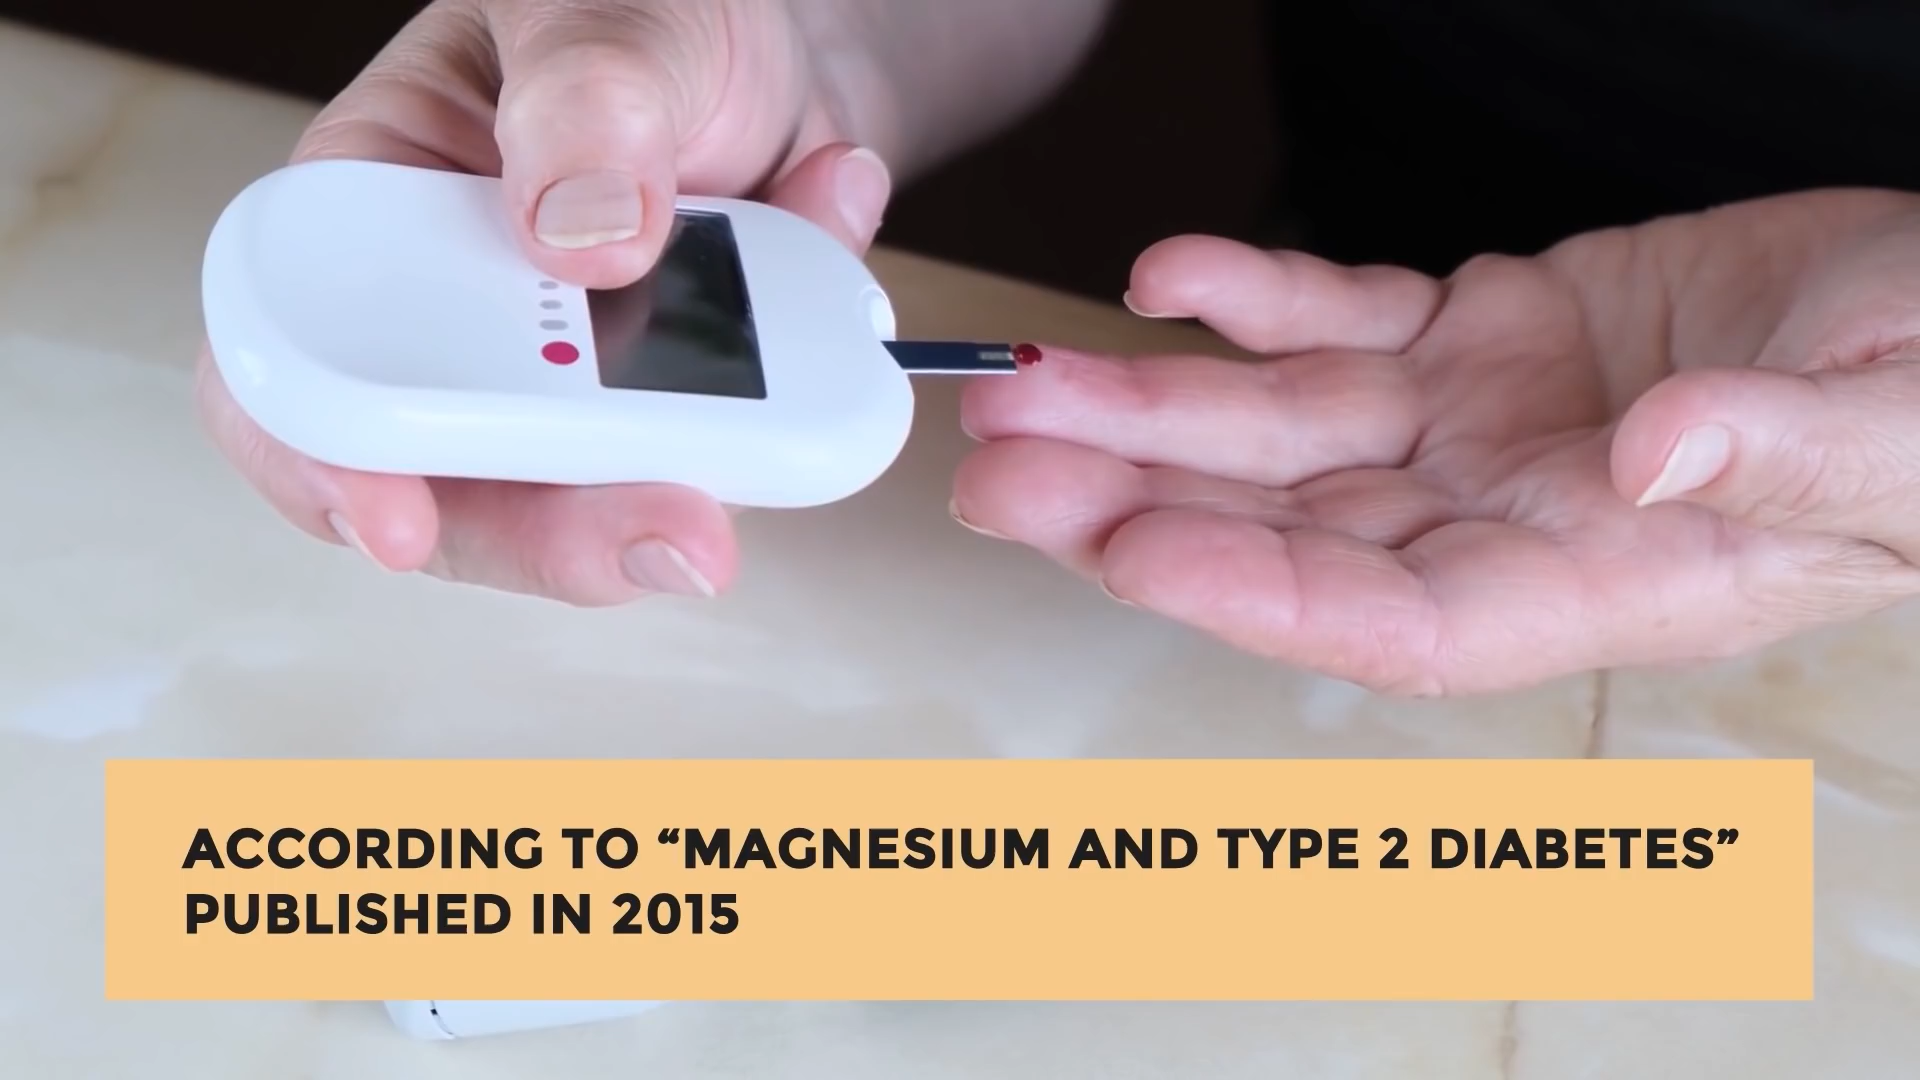 ACCORDING TO “MAGNESIUM AND TYPE 2 DIABETES”
PUBLISHED IN 2015